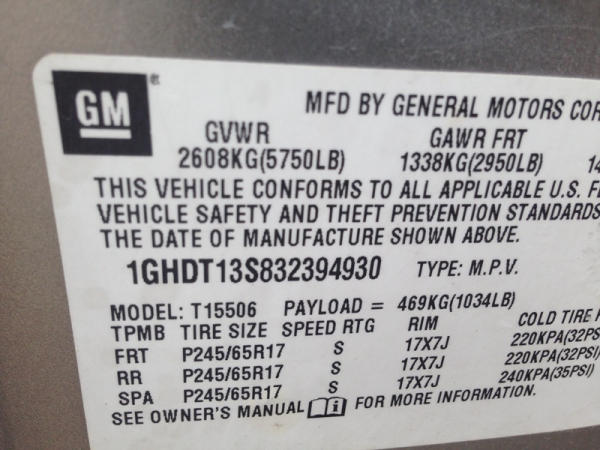 GM ®
MFD BY GENERAL MOTORS COR
GVWR GAWR FRT
2608KG(5750LB) 1338KG(2950LB) 14
THIS VEHICLE CONFORMS TO ALL APPLICABLE U.S. F
VEHICLE SAFETY AND THEFT PREVENTION STANDARDS
THE DATE OF MANUFACTURE SHOWN ABOVE.
1GHDT13S832394930 TYPE: M.P.V.
MODEL: T15506 PAYLOAD = 469KG(1034LB)
TPMB TIRE SIZE SPEED RTG RIM COLD TIRE
FRT P245/65R17 S 17X7J 220KPA(32PS
RR P245/65R17 S 17X7J 220KPA(32PSI)
SPA P245/65R17 S 17X7J 240KPA(35PSI)
SEE OWNER'S MANUAL i FOR MORE INFORMATION.